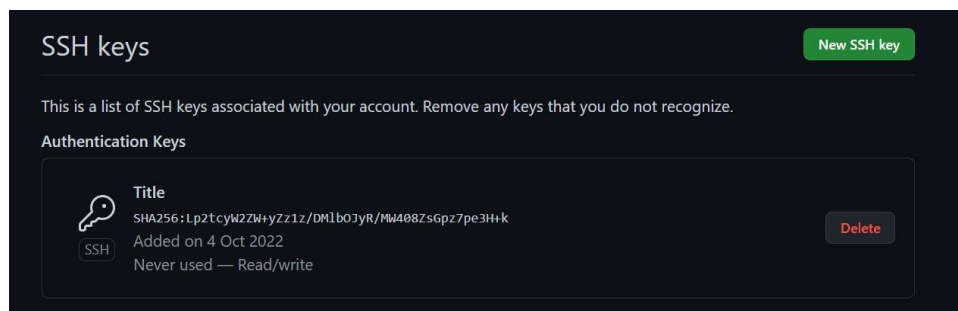 SSH keys
New SSH key
This is a list of SSH keys associated with your account. Remove any keys that you do not recognize.
Authentication Keys
Title
SHA256:Lp2tcyW2ZW+yZz1z/DMlbOJyR/MW408ZsGpz7pe3H+k
SSH
Added on 4 Oct 2022
Never used — Read/write
Delete